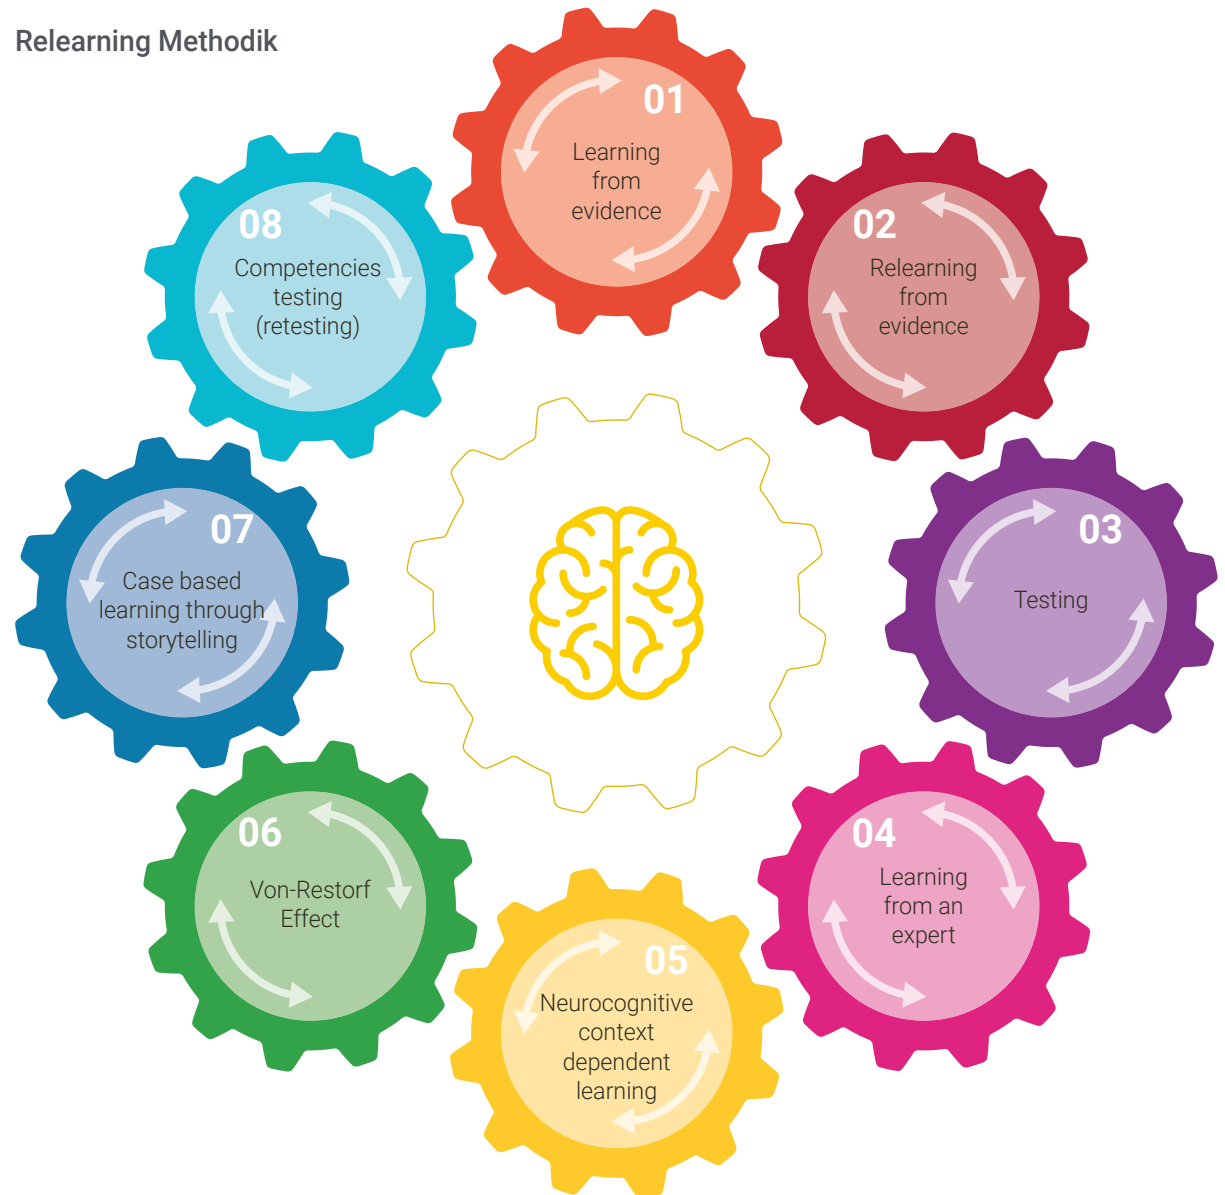 Relearning Methodik
01
Learning
from
evidence
02
Relearning
from
evidence
03
Testing
04
Learning
from an
expert
05
Neurocognitive
context
dependent
learning
06
Von-Restorf
Effect
07
Case based
learning through
storytelling
08
Competencies
testing
(retesting)